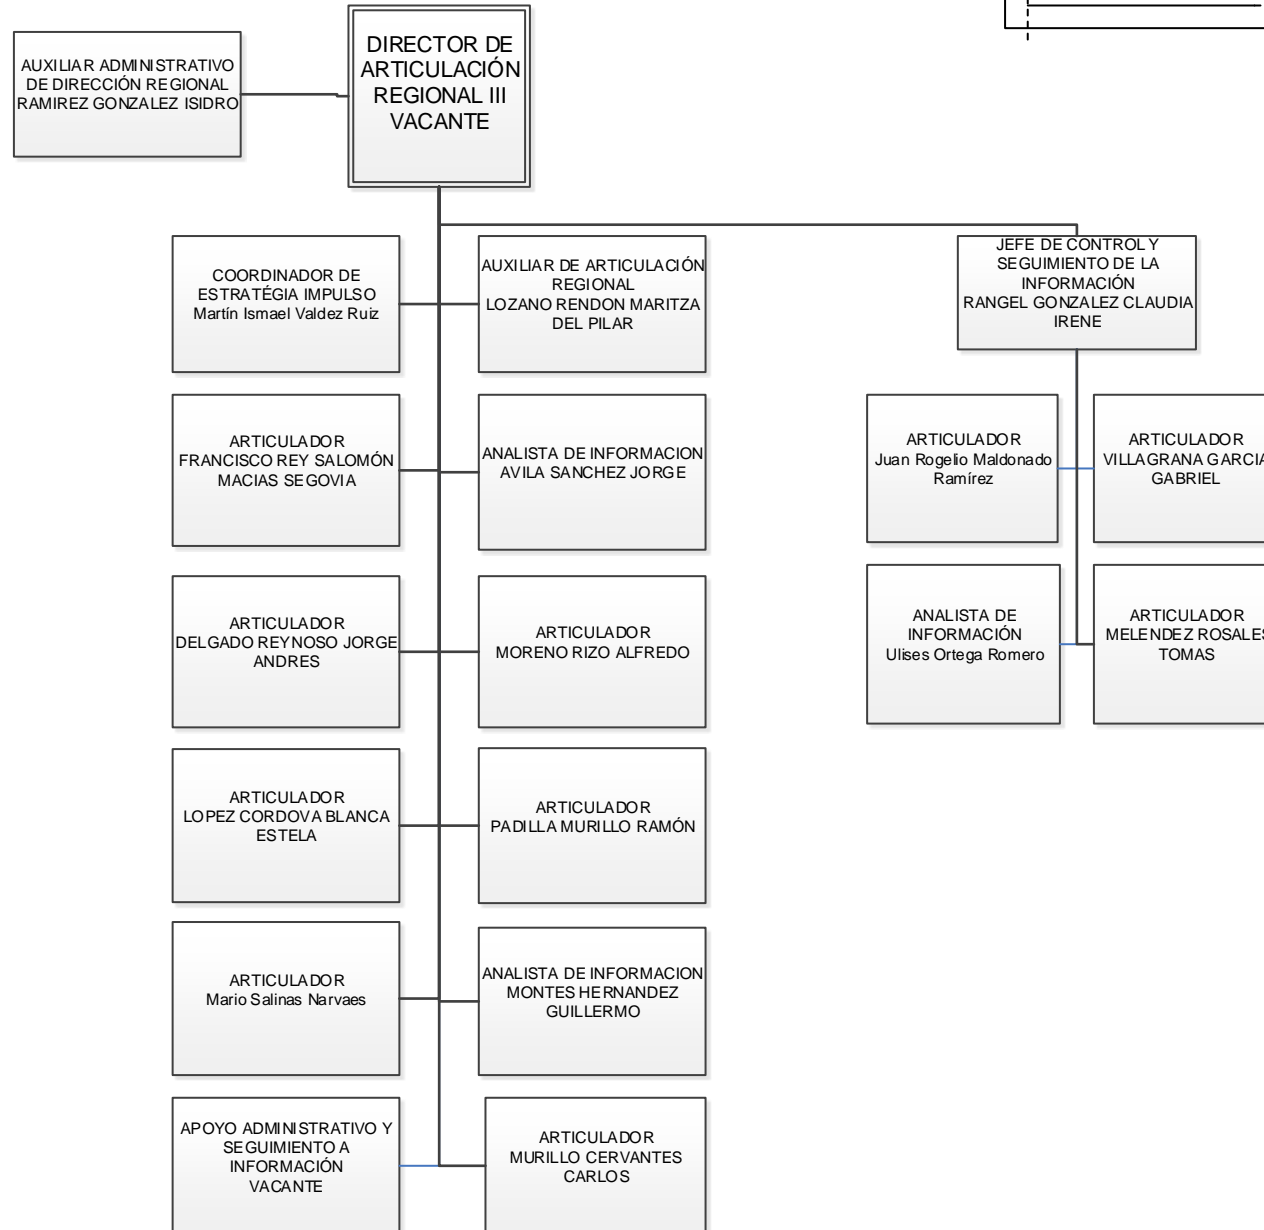 AUXILIAR ADMINISTRATIVO
DE DIRECCIÓN REGIONAL
RAMIREZ GONZALEZ ISIDRO
DIRECTOR DE
ARTICULACIÓN
REGIONAL III
VACANTE
COORDINADOR DE
ESTRATÉGIA IMPULSO
Martín Ismael Valdez Ruiz
AUXILIAR DE ARTICULACIÓN
REGIONAL
LOZANO RENDON MARITZA
DEL PILAR
JEFE DE CONTROL Y
SEGUIMIENTO DE LA
INFORMACIÓN
RANGEL GONZALEZ CLAUDIA
IRENE
ARTICULADOR
FRANCISCO REY SALOMÓN
MACIAS SEGOVIA
ANALISTA DE INFORMACION
AVILA SANCHEZ JORGE
ARTICULADOR
Juan Rogelio Maldonado
Ramírez
ARTICULADOR
VILLAGRANA GARCIA
GABRIEL
ARTICULADOR
DELGADO REYNOSO JORGE
ANDRES
ARTICULADOR
MORENO RIZO ALFREDO
ANALISTA DE
INFORMACIÓN
Ulises Ortega Romero
ARTICULADOR
MELENDEZ ROSALES
TOMAS
ARTICULADOR
LOPEZ CORDOVA BLANCA
ESTELA
ARTICULADOR
PADILLA MURILLO RAMÓN
ARTICULADOR
Mario Salinas Narvaes
ANALISTA DE INFORMACION
MONTES HERNANDEZ
GUILLERMO
APOYO ADMINISTRATIVO Y
SEGUIMIENTO A
INFORMACIÓN
VACANTE
ARTICULADOR
MURILLO CERVANTES
CARLOS